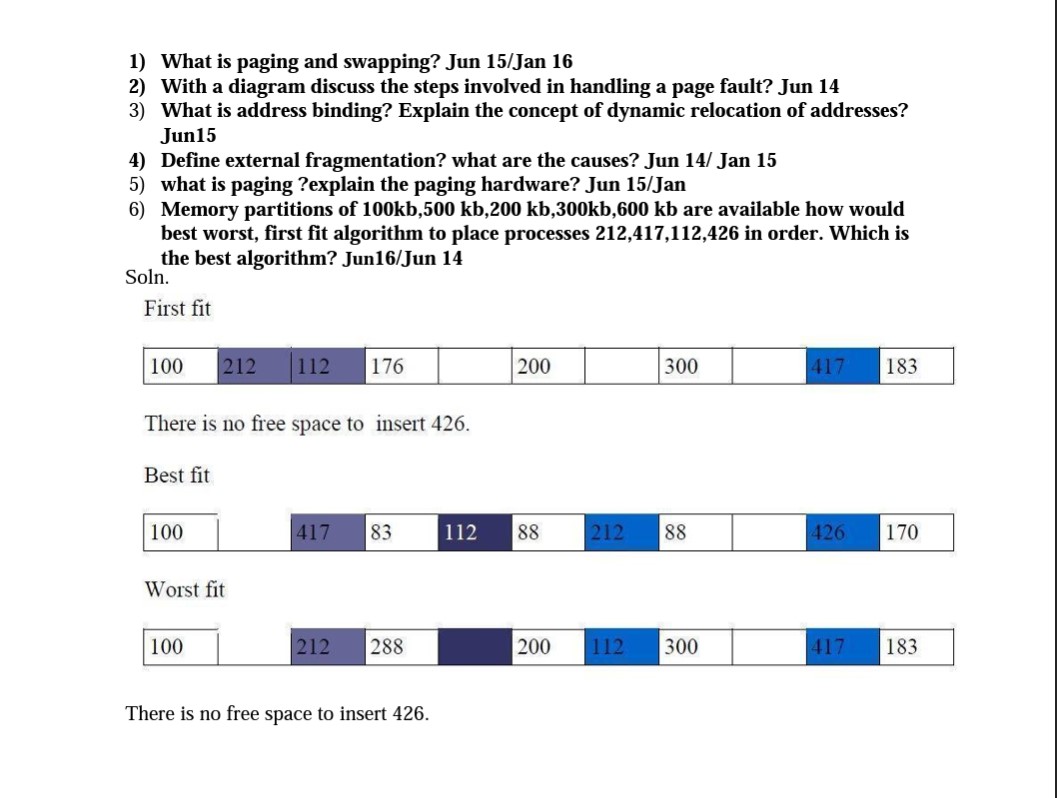 1) What is paging and swapping? Jun 15/Jan 16
2) With a diagram discuss the steps involved in handling a page fault? Jun 14
3) What is address binding? Explain the concept of dynamic relocation of addresses?
Jun15
4) Define external fragmentation? what are the causes? Jun 14/ Jan 15
5) what is paging ?explain the paging hardware? Jun 15/Jan
6) Memory partitions of 100kb,500 kb,200 kb,300kb,600 kb are available how would
best worst, first fit algorithm to place processes 212,417,112,426 in order. Which is
the best algorithm? Jun16/Jun 14
Soln.
First fit
100 212 112 176 200 300 417 183
There is no free space to insert 426.
Best fit
100 417 83 112 88 212 88 426 170
Worst fit
100 212 288 200 112 300 417 183
There is no free space to insert 426.